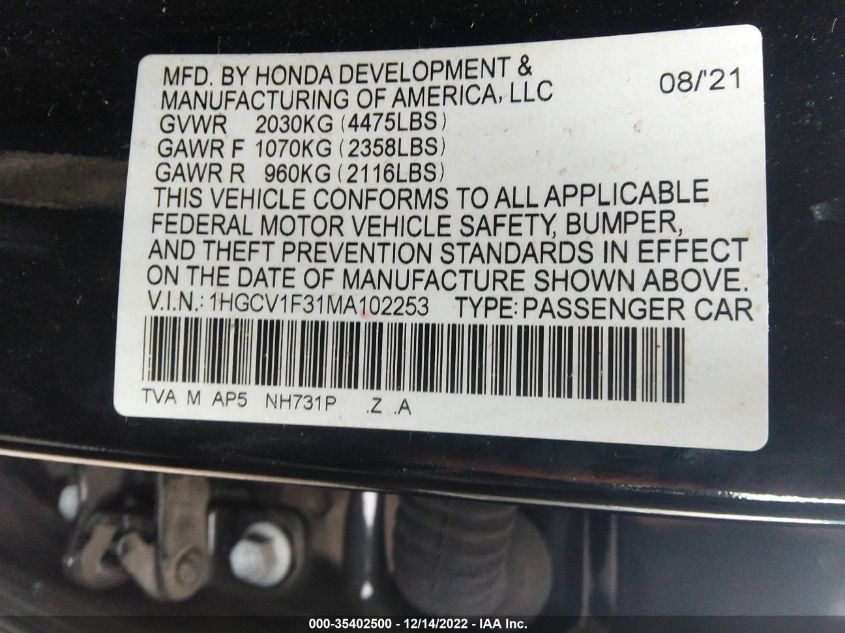 MFD. BY HONDA DEVELOPMENT &
MANUFACTURING OF AMERICA, LLC 08/'21
GVWR 2030KG (4475LBS)
GAWR F 1070KG (2358LBS)
GAWR R 960KG (2116LBS)
THIS VEHICLE CONFORMS TO ALL APPLICABLE
FEDERAL MOTOR VEHICLE SAFETY, BUMPER,
AND THEFT PREVENTION STANDARDS IN EFFECT
ON THE DATE OF MANUFACTURE SHOWN ABOVE.
V.I.N.: 1HGCV1F31MA102253 TYPE: PASSENGER CAR
TVA M AP5 NH731P .Z .A
000-35402500 - 12/14/2022 - IAA Inc.